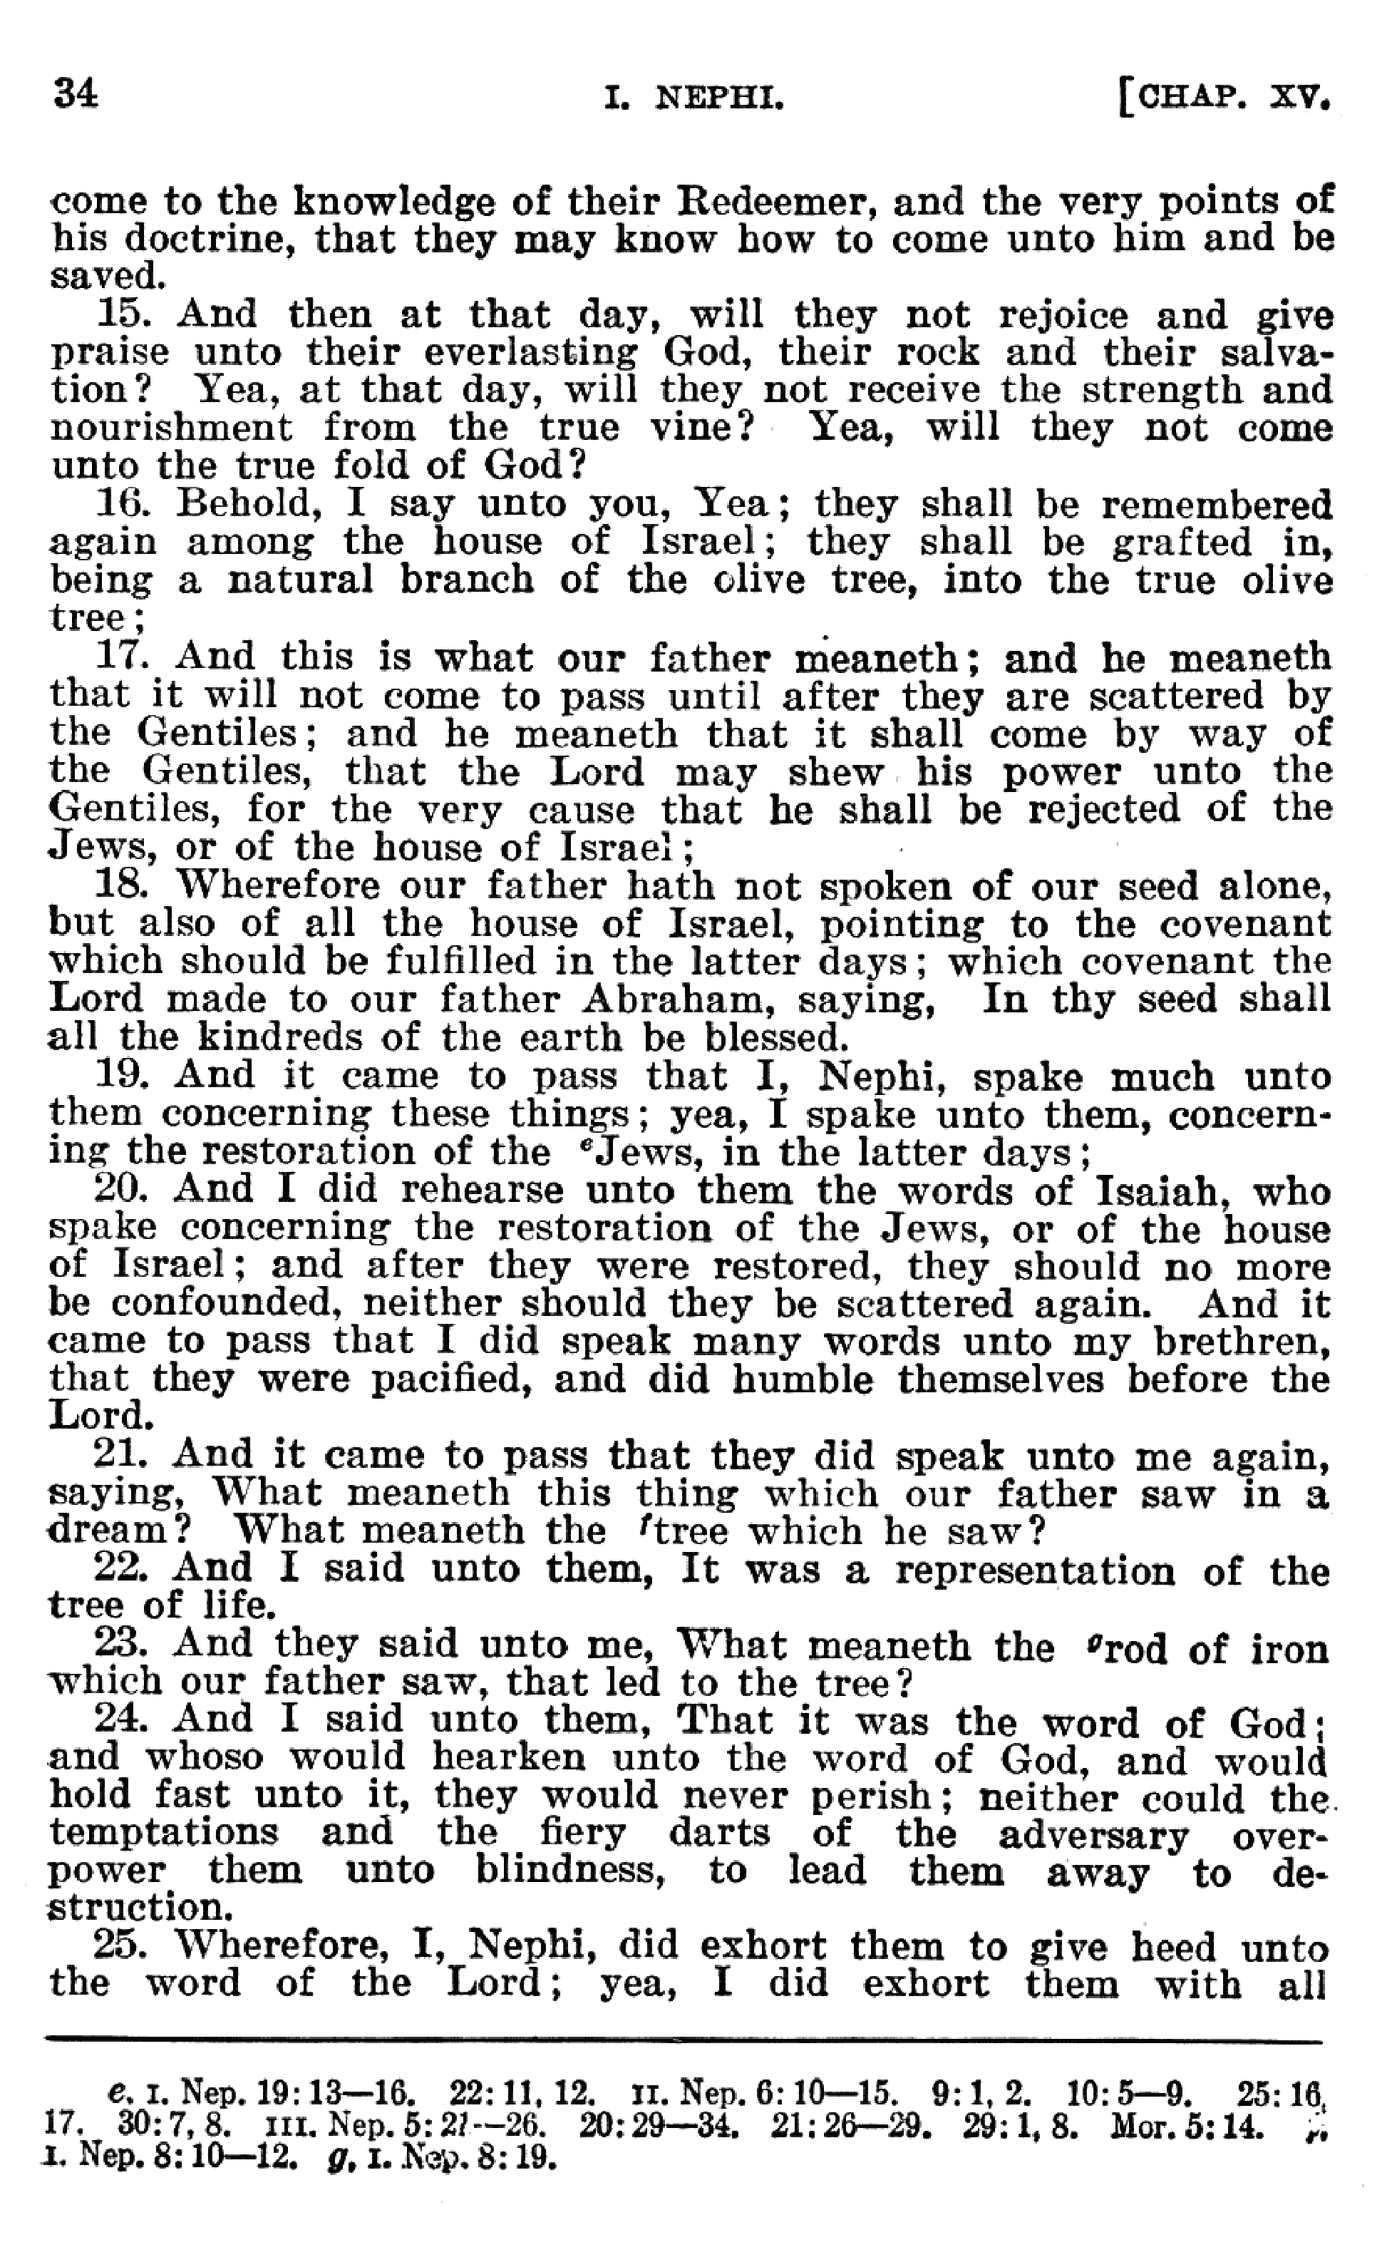 34 I. NEPHI. [CHAP. XV.
come to the knowledge of their Redeemer, and the very points of
his doctrine, that they may know how to come unto him and be
saved.
15. And then at that day, will they not rejoice and give
praise unto their everlasting God, their rock and their salva-
tion? Yea, at that day, will they not receive the strength and
nourishment from the true vine? Yea, will they not come
unto the true fold of God?
16. Behold, I say unto you, Yea; they shall be remembered
again among the house of Israel; they shall be grafted in,
being a natural branch of the olive tree, into the true olive
tree;
17. And this is what our father meaneth; and he meaneth
that it will not come to pass until after they are scattered by
the Gentiles; and he meaneth that it shall come by way of
the Gentiles, that the Lord may shew his power unto the
Gentiles, for the very cause that he shall be rejected of the
Jews, or of the house of Israel;
18. Wherefore our father hath not spoken of our seed alone,
but also of all the house of Israel, pointing to the covenant
which should be fulfilled in the latter days; which covenant the
Lord made to our father Abraham, saying, In thy seed shall
all the kindreds of the earth be blessed.
19. And it came to pass that I, Nephi, spake much unto
them concerning these things; yea, I spake unto them, concern-
ing the restoration of the eJews, in the latter days;
20. And I did rehearse unto them the words of Isaiah, who
spake concerning the restoration of the Jews, or of the house
of Israel; and after they were restored, they should no more
be confounded, neither should they be scattered again. And it
came to pass that I did speak many words unto my brethren,
that they were pacified, and did humble themselves before the
Lord.
21. And it came to pass that they did speak unto me again,
saying, What meaneth this thing which our father saw in a
dream? What meaneth the ftree which he saw?
22. And I said unto them, It was a representation of the
tree of life.
23. And they said unto me, What meaneth the grod of iron
which our father saw, that led to the tree?
24. And I said unto them, That it was the word of God;
and whoso would hearken unto the word of God, and would
hold fast unto it, they would never perish; neither could the
temptations and the fiery darts of the adversary over-
power them unto blindness, to lead them away to de-
struction.
25. Wherefore, I, Nephi, did exhort them to give heed unto
the word of the Lord; yea, I did exhort them with all
e, I. Nep. 19:13—16. 22:11, 12. II. Nep. 6:10—15. 9:1, 2. 10:5—9. 25:16,
17. 30:7, 8. III. Nep. 5:21—26. 20:29—34. 21:26—29. 29:1, 8. Mor. 5:14.
I. Nep. 8:10—12. g, I. Nep. 8:19.